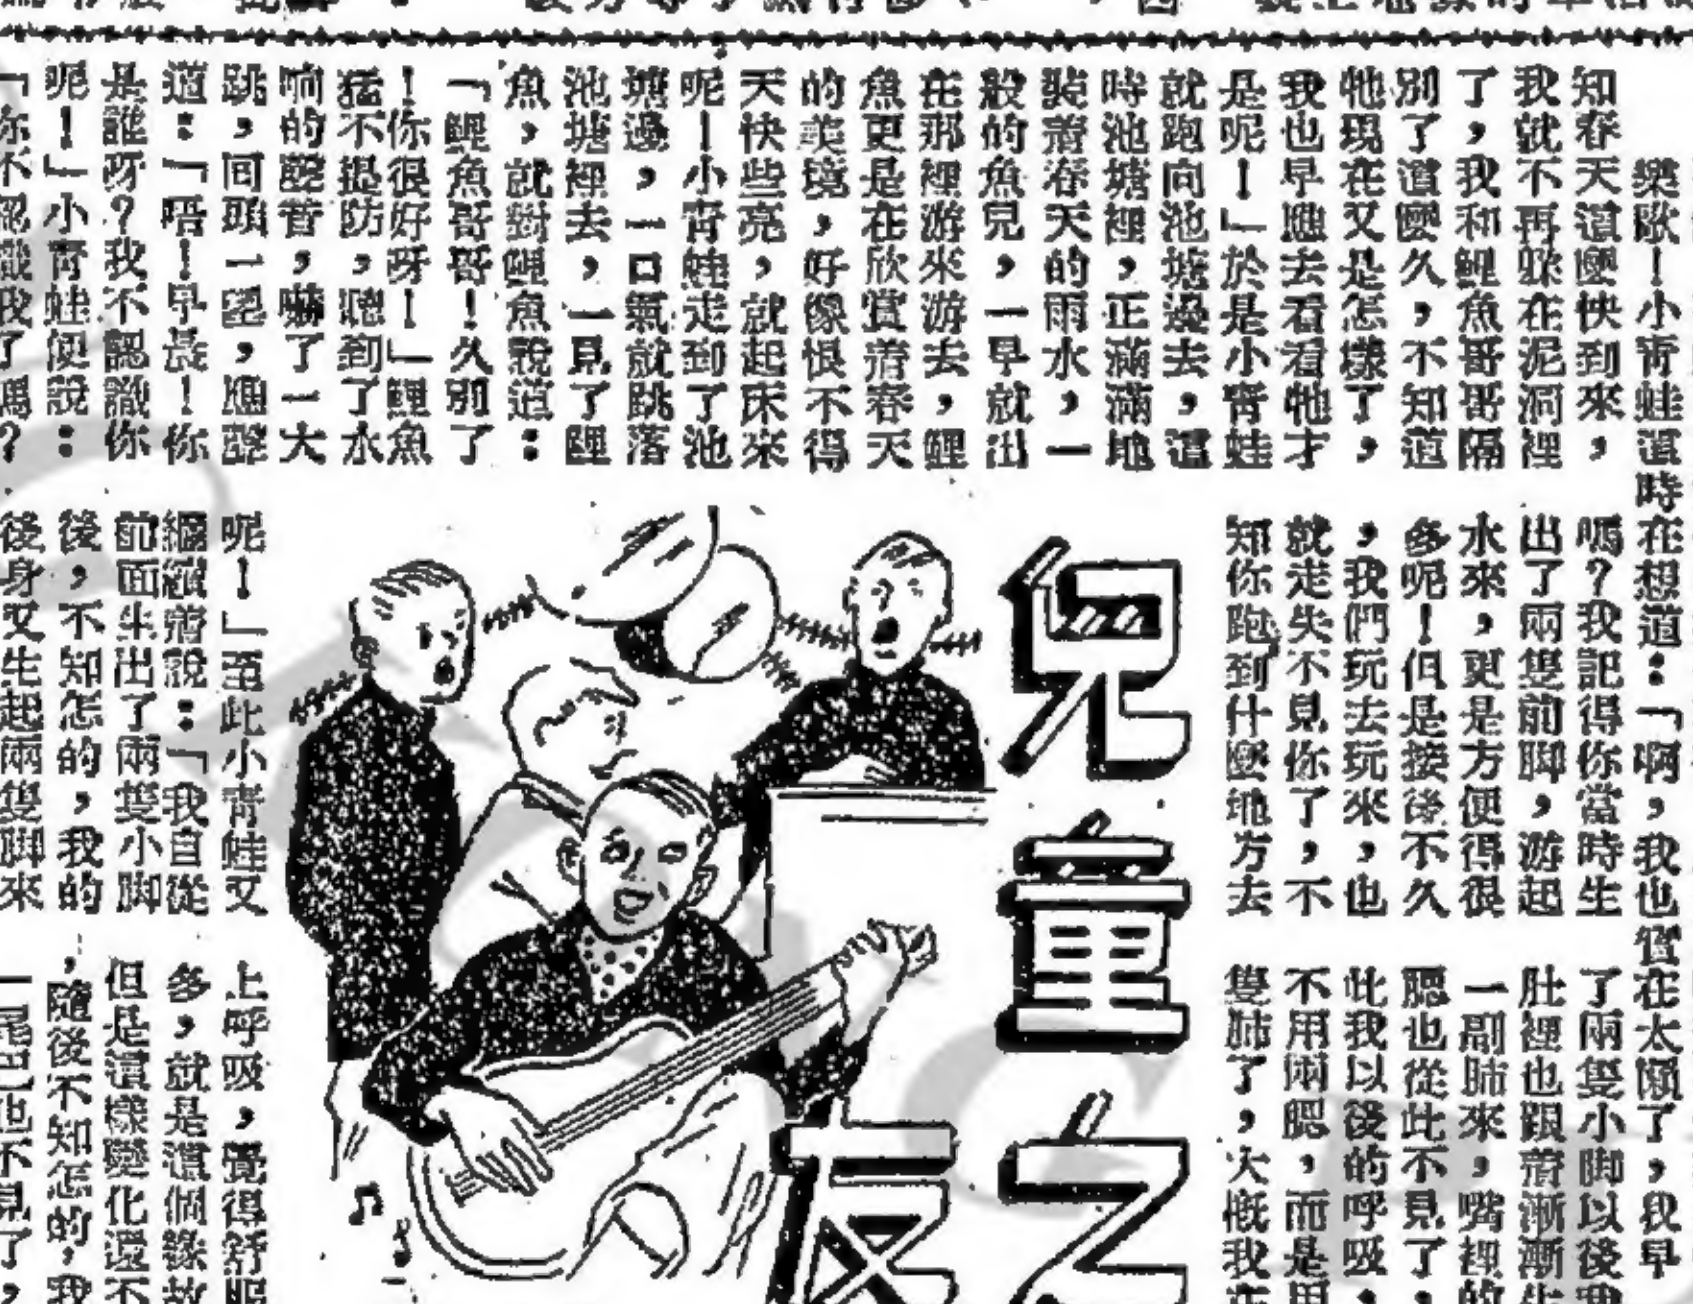 樂歌！小青蛙這時在想道：「啊，我也實在太懶了，我早
知春天這麼快到來，
我就不再躲在泥洞裡
了，我和鯉魚哥哥隔
別了這麼久，不知道
牠現在又是怎樣了，
我也早應去看看牠才
是呢！」於是小青蛙
就跑向池塘邊去，這
時池塘裡，正滿滿地
裝着春天的雨水，一
般的魚兒，一早就出
在那裡游來游去，鯉
魚更是在欣賞着春天
的美境，好像恨不得
天快些亮，就起床來
呢！小青蛙走到了池
塘邊，一口氣就跳落
池塘裡去，一見了鯉
魚，就對鯉魚說道：
「鯉魚哥哥！久別了
！你很好呀！」鯉魚
猛不提防，聽到了水
响的聲音，嚇了一大
跳，回頭一望，應聲
道：「唔！早晨！你
是誰呀？我不認識你
呢！」小青蛙便說：
「你不認識我了嗎？
嗎？我記得你當時生
出了兩隻前脚，游起
水來，更是方便得很
多呢！但是接後不久
，我們玩去玩來，也
就走失不見你了，不
知你跑到什麼地方去
兒童之友
呢！」至此小青蛙又
繼續着說：「我自從
前面生出了兩隻小脚
後，不知怎的，我的
後身又生起兩隻脚來
了兩隻小脚以後我
肚裡也跟着漸漸生
一副肺來，嘴裡的
腮也從此不見了，
此我以後的呼吸，
不用兩腮，而是用
隻肺了，大概我在
上呼吸，覺得舒服
多，就是這個緣故
但是這樣變化還不
，隨後不知怎的，我
一尾巴也不見了，